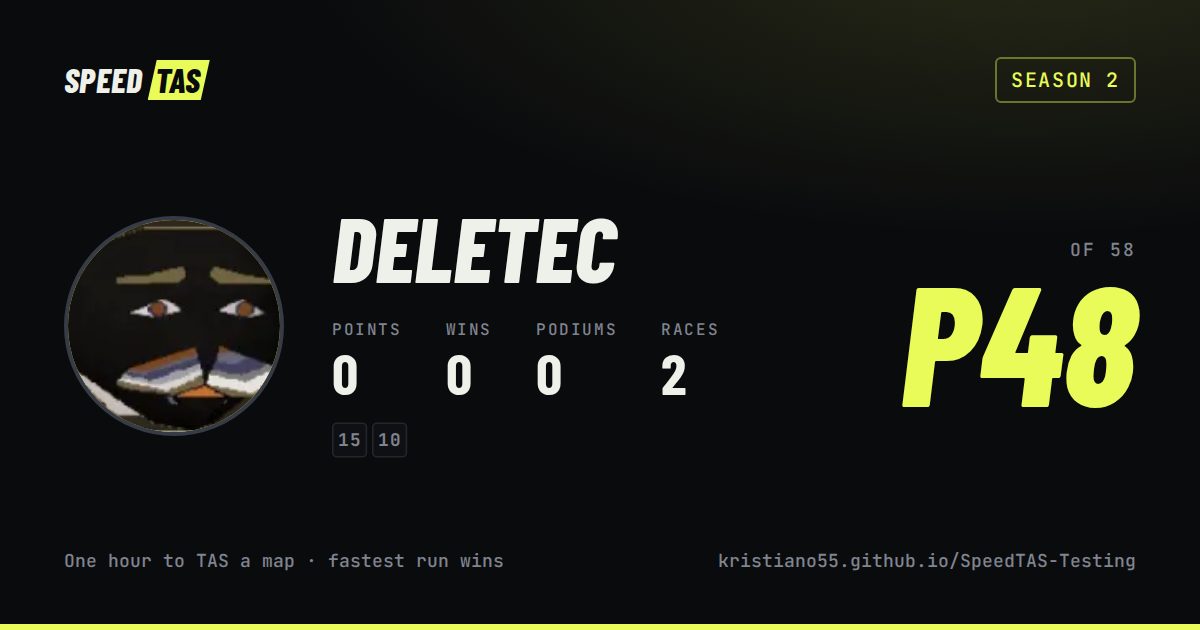 SPEED TAS
SEASON 2
DELETEC
OF 58
P48
POINTS WINS PODIUMS RACES
0 0 0 2
15 10
One hour to TAS a map · fastest run wins
kristiano55.github.io/SpeedTAS-Testing